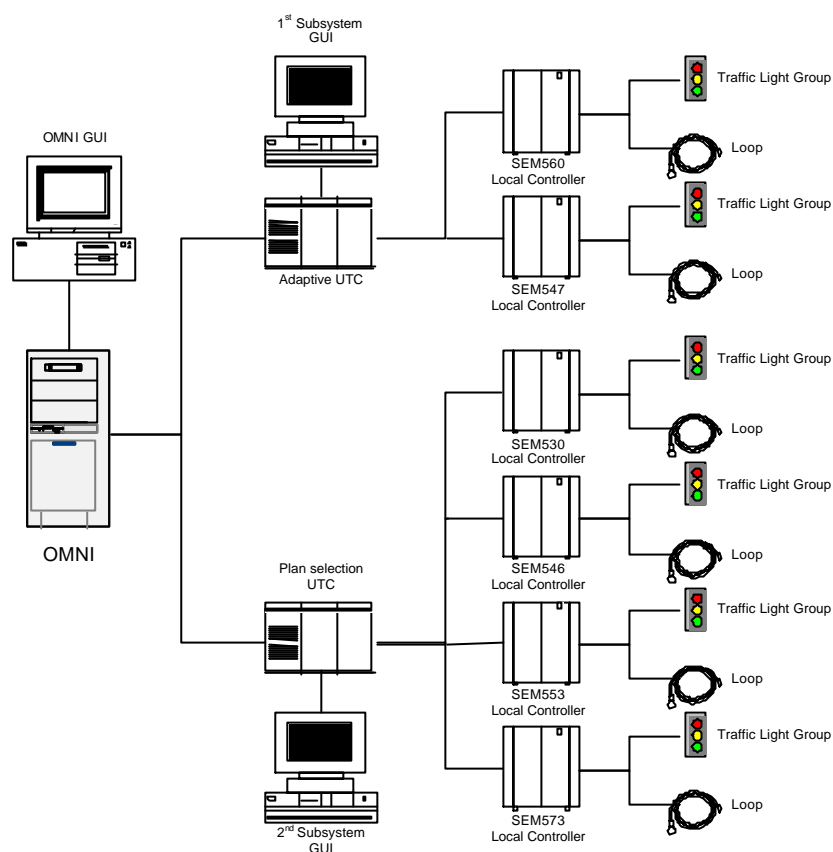 1st Subsystem
GUI
OMNI GUI
OMNI
Adaptive UTC
Plan selection
UTC
2nd Subsystem
GUI
SEM560
Local Controller
Traffic Light Group
Loop
SEM547
Local Controller
Traffic Light Group
Loop
SEM530
Local Controller
Traffic Light Group
Loop
SEM546
Local Controller
Traffic Light Group
Loop
SEM553
Local Controller
Traffic Light Group
Loop
SEM573
Local Controller
Traffic Light Group
Loop